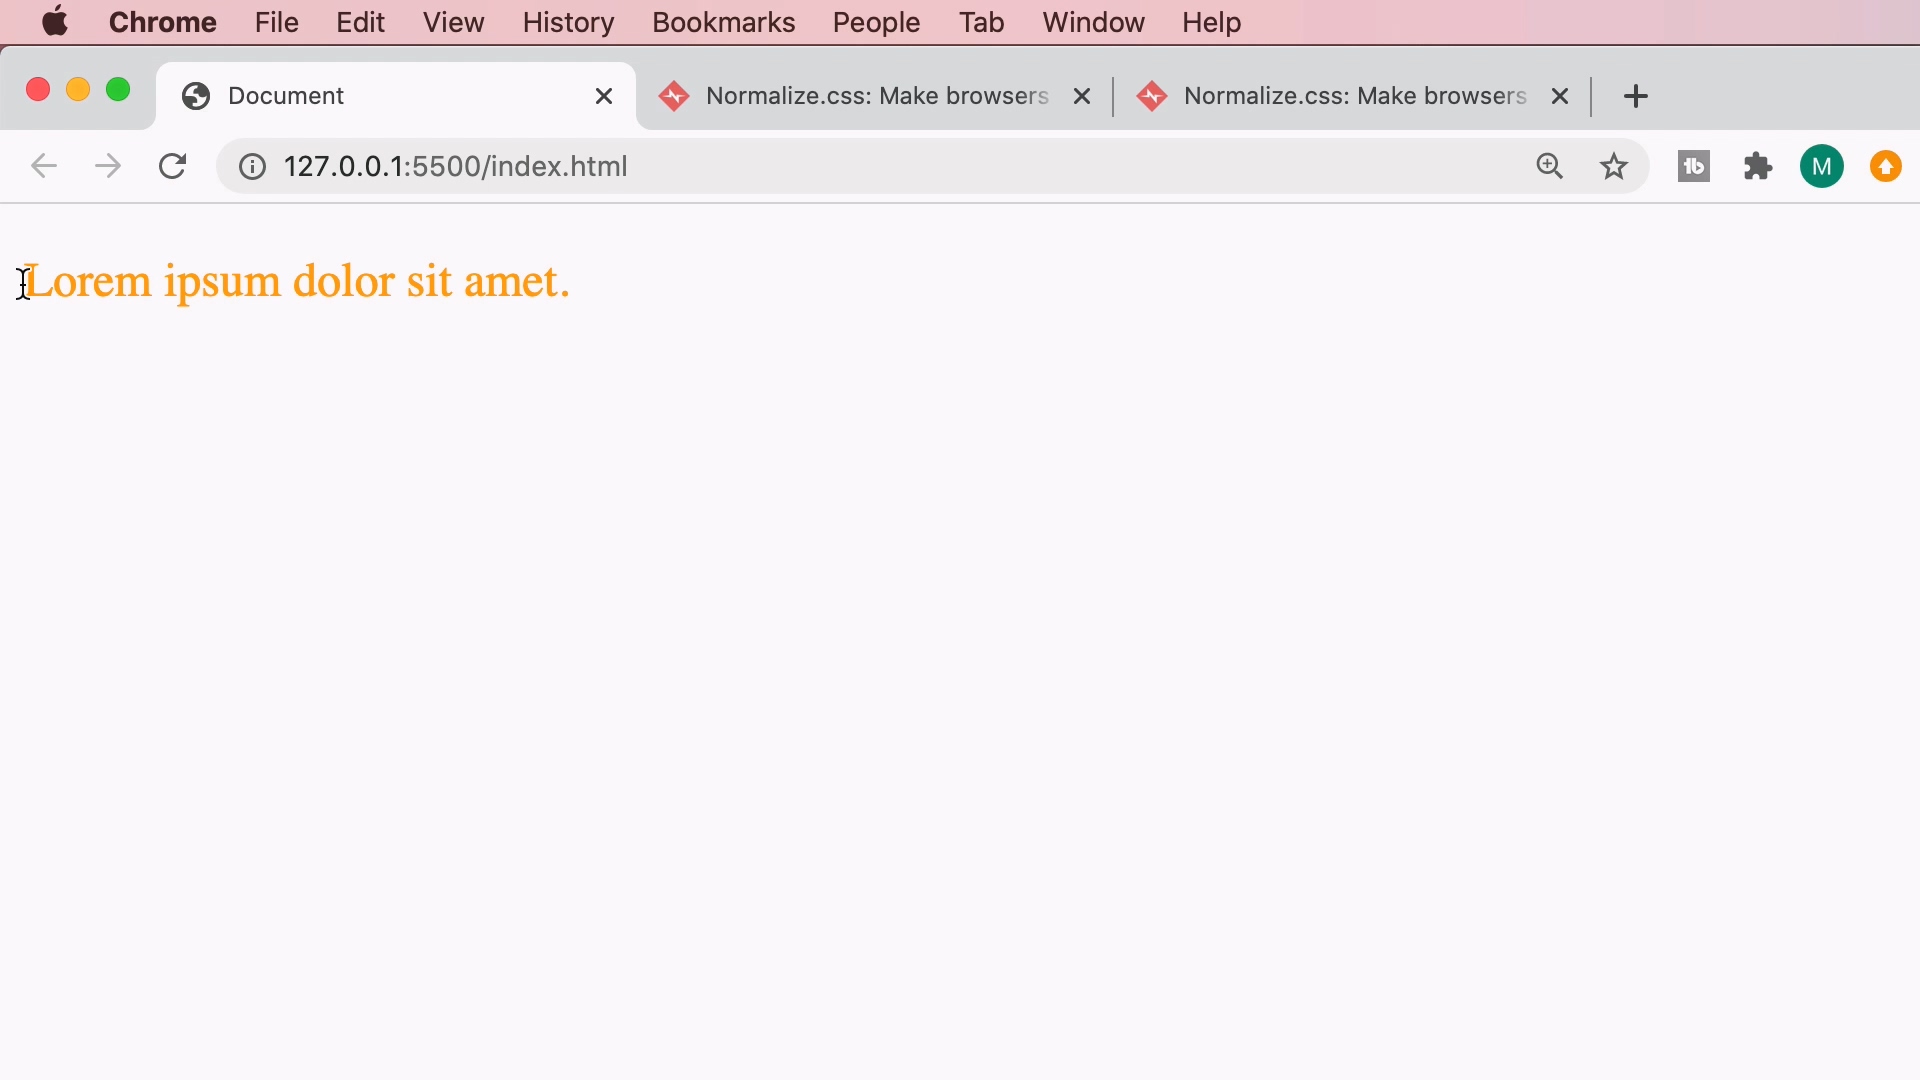 Chrome File Edit View History Bookmarks People Tab Window Help
Document Normalize.css: Make browsers Normalize.css: Make browsers
127.0.0.1:5500/index.html M
Lorem ipsum dolor sit amet.